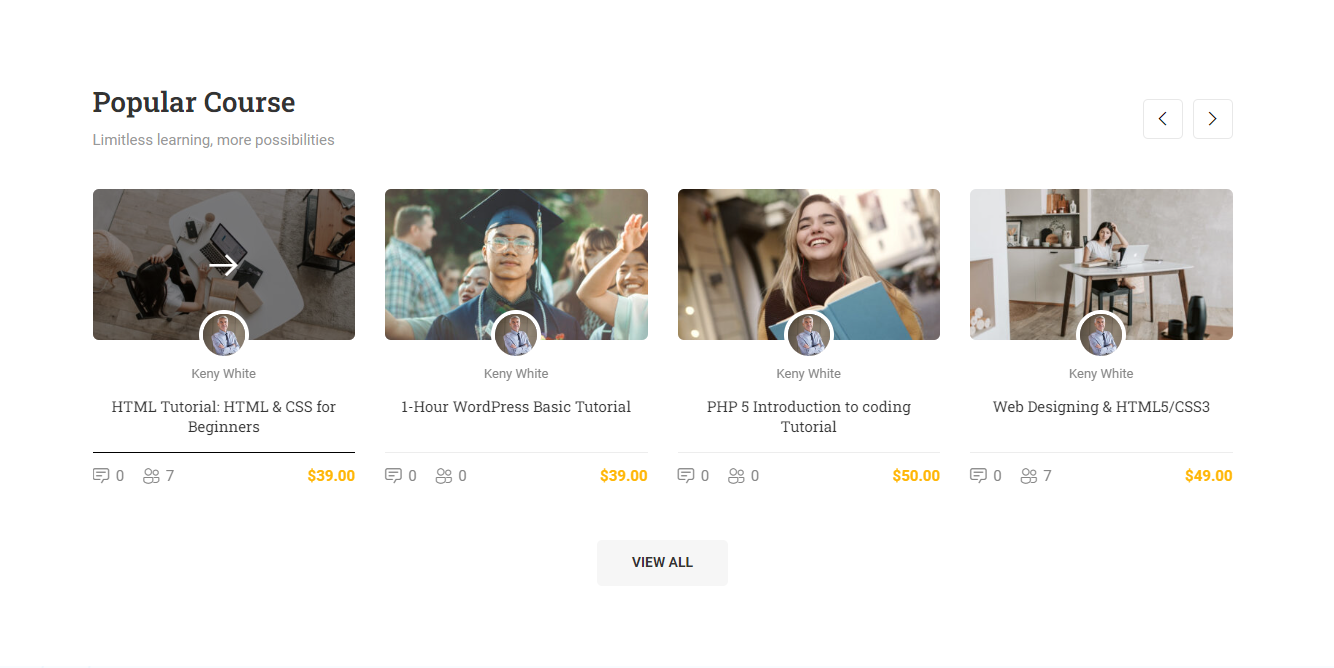 Popular Course
Limitless learning, more possibilities
Keny White
HTML Tutorial: HTML & CSS for
Beginners
0 7 $39.00
Keny White
1-Hour WordPress Basic Tutorial
0 0 $39.00
Keny White
PHP 5 Introduction to coding
Tutorial
0 0 $50.00
Keny White
Web Designing & HTML5/CSS3
0 7 $49.00
VIEW ALL